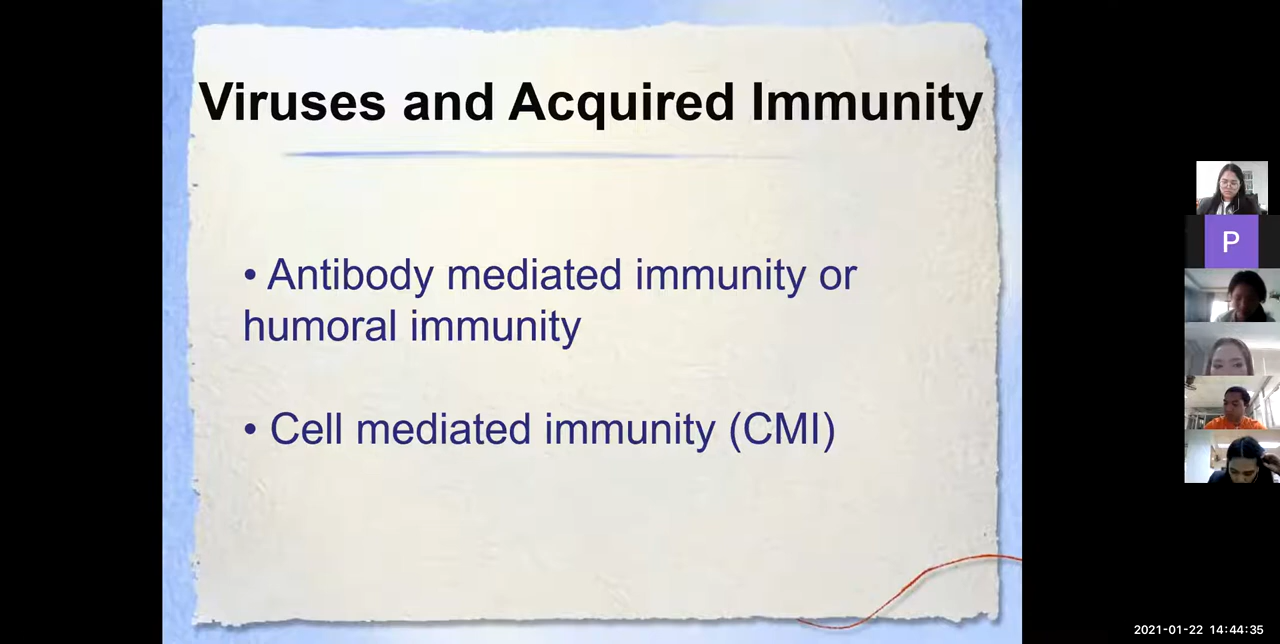 Viruses and Acquired Immunity
• Antibody mediated immunity or
humoral immunity
• Cell mediated immunity (CMI)
P
2021-01-22 14:44:35